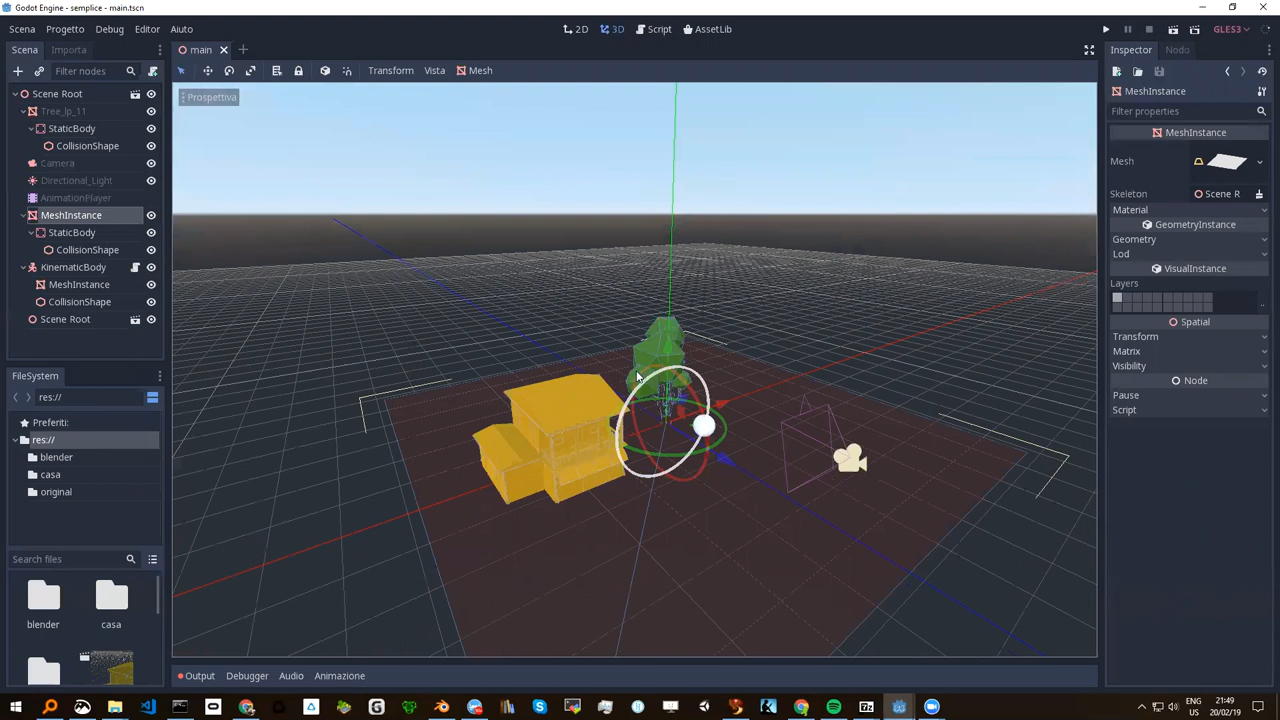 Godot Engine - semplice - main.tscn
Scena Progetto Debug Editor Aiuto
2D 3D Script AssetLib
GLES3
Scena Importa
main
Inspector Nodo
Filter nodes
Transform Vista Mesh
Prospettiva
Scene Root
Tree_lp_11
StaticBody
CollisionShape
Camera
Directional_Light
AnimationPlayer
MeshInstance
StaticBody
CollisionShape
KinematicBody
MeshInstance
CollisionShape
Scene Root
MeshInstance
Filter properties
MeshInstance
Mesh
Skeleton Scene R
Material
GeometryInstance
Geometry
Lod
VisualInstance
Layers
..
Spatial
Transform
Matrix
Visibility
Node
Pause
Script
FileSystem
res://
Preferiti:
res://
blender
casa
original
Search files
blender
casa
Output Debugger Audio Animazione
ENG 21:49
US 20/02/19